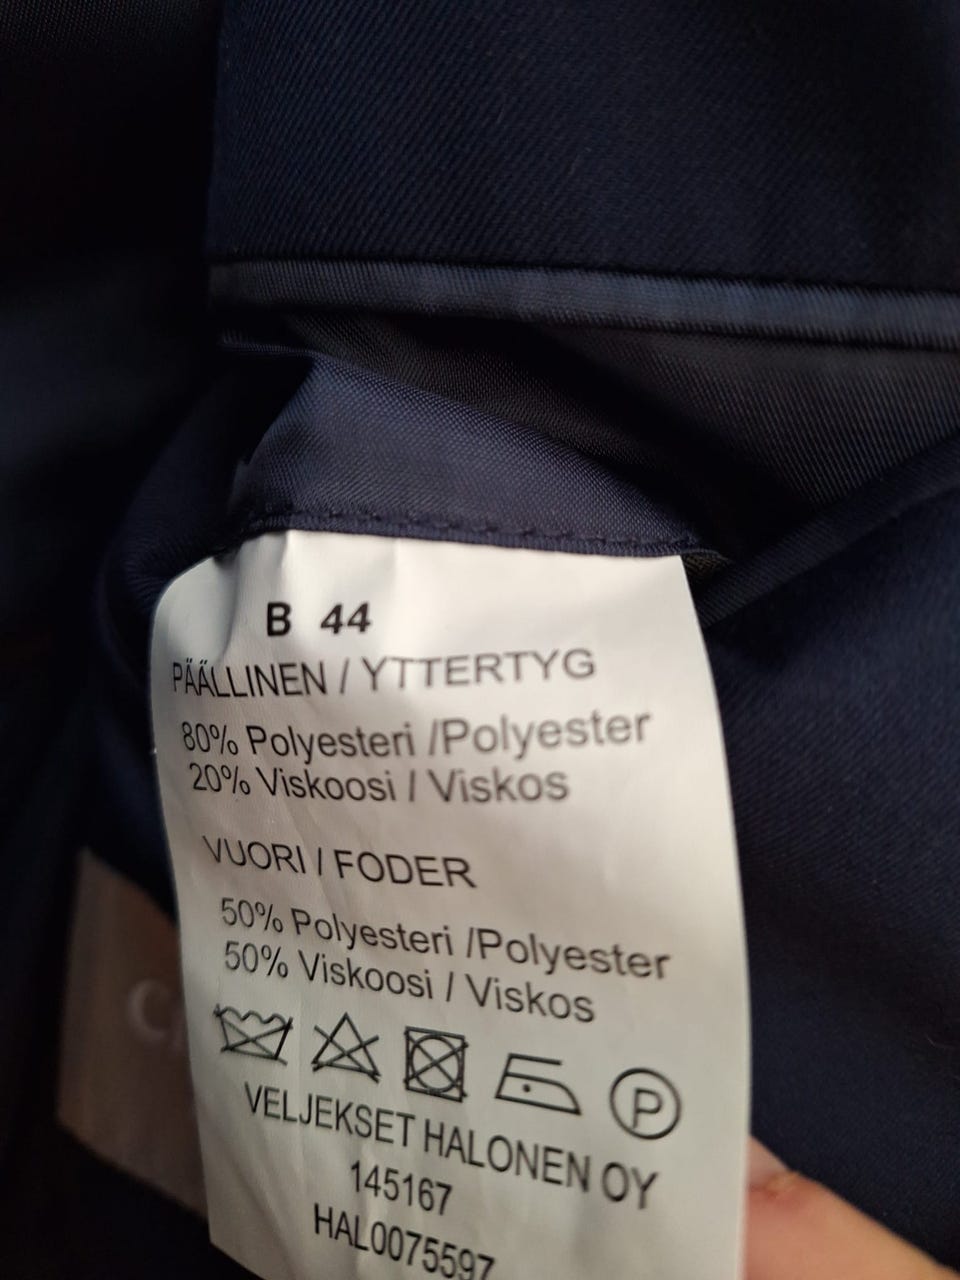 B 44
PÄÄLLINEN / YTTERTYG
80% Polyesteri /Polyester
20% Viskoosi / Viskos
VUORI / FODER
50% Polyesteri /Polyester
50% Viskoosi / Viskos
P
VELJEKSET HALONEN OY
145167
HAL0075597